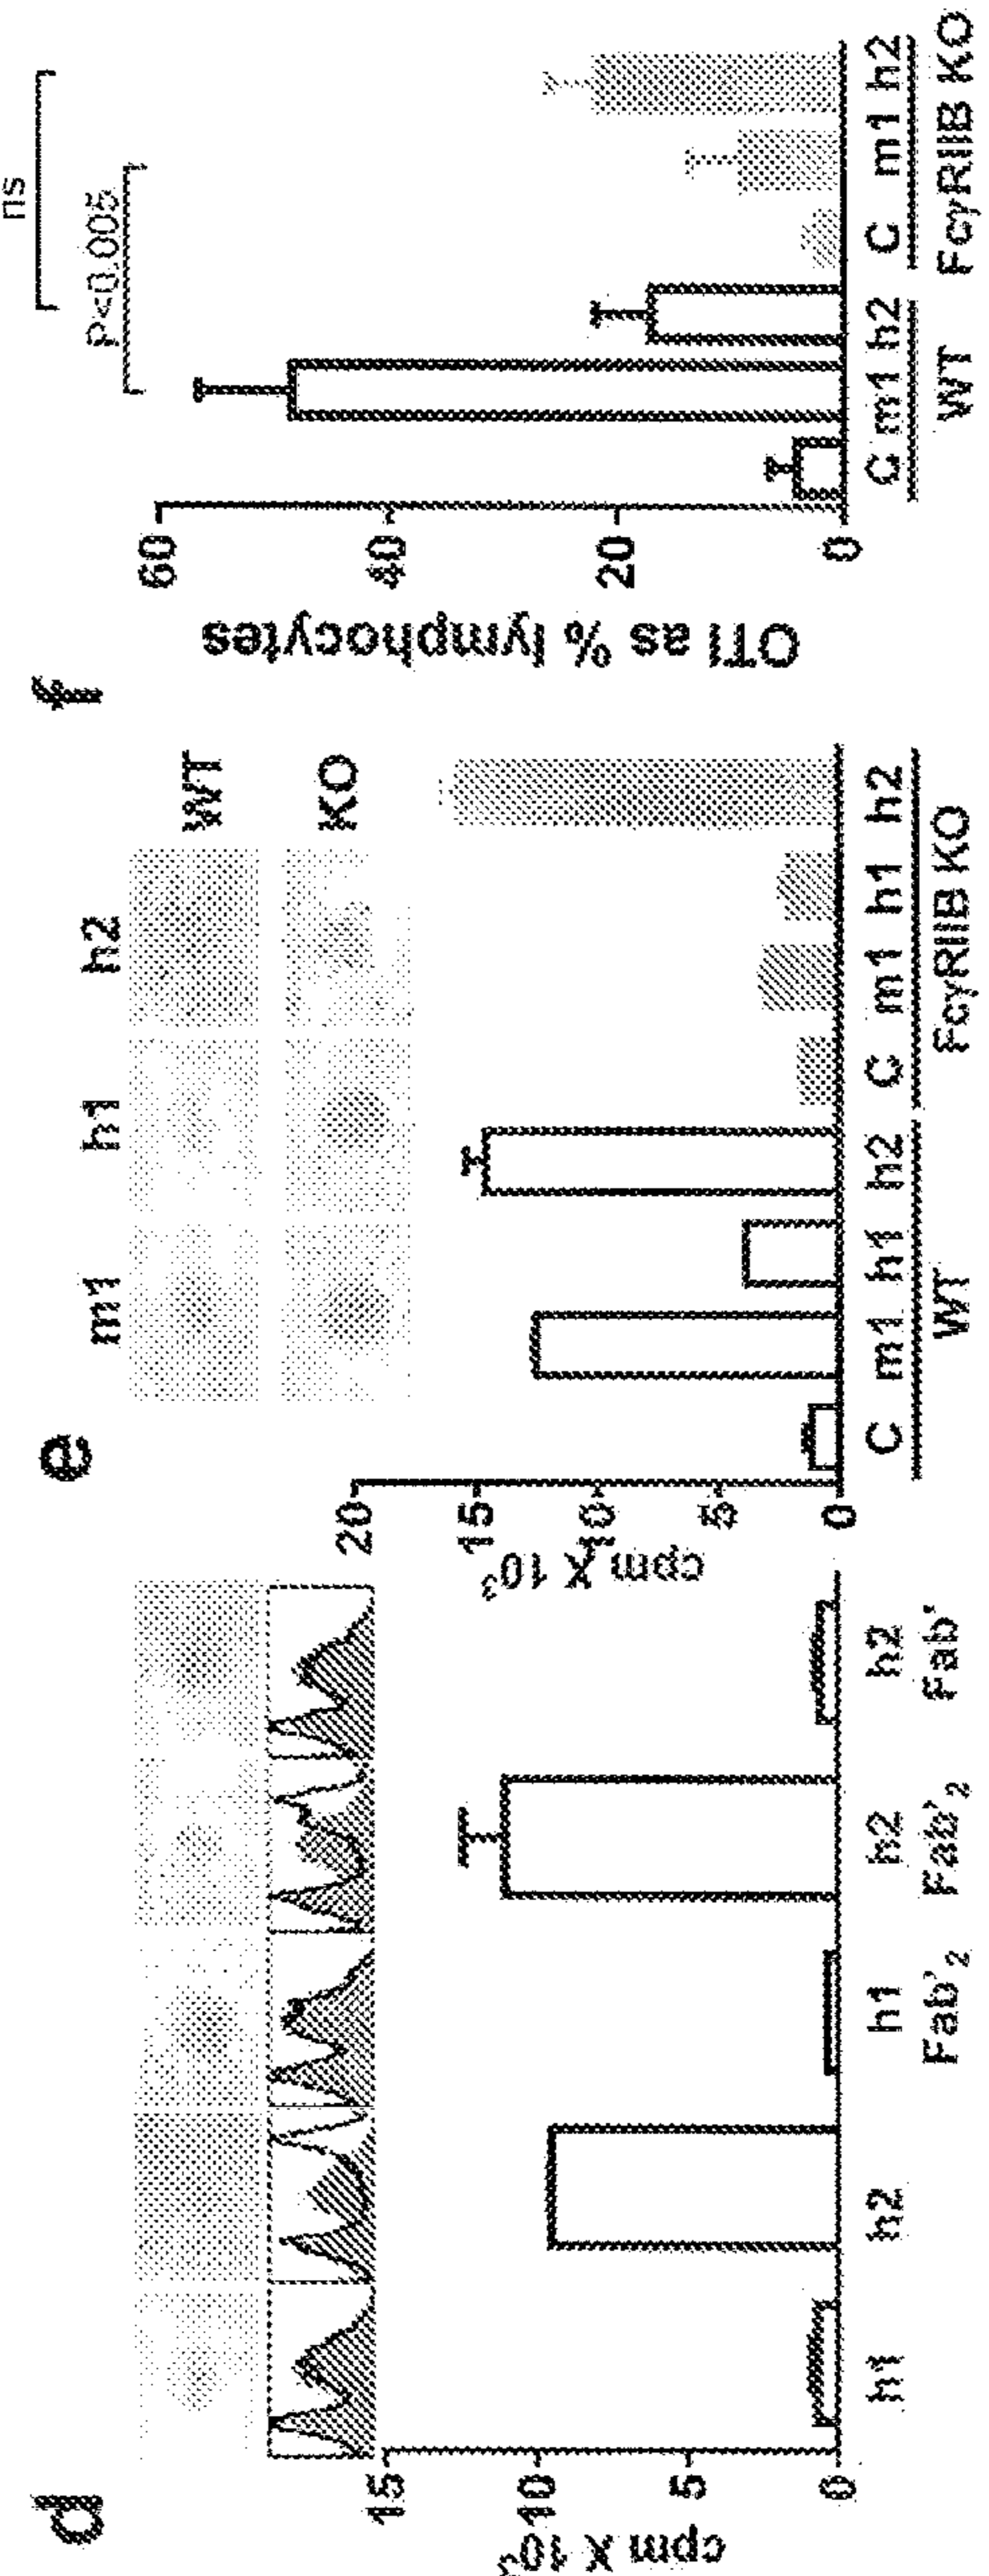 d
cpm X 10³
15
10
5
0
h1 h2 h1 h2 h2
Fab'₂ Fab'₂ Fab'
e
m1 h1 h2
WT
KO
cpm X 10³
20
15
10
5
0
C m1 h1 h2 C m1 h1 h2
WT FcγRIIB KO
f
ns
P<0.005
OTI as % lymphocytes
60
40
20
0
C m1 h2 C m1 h2
WT FcγRIIB KO